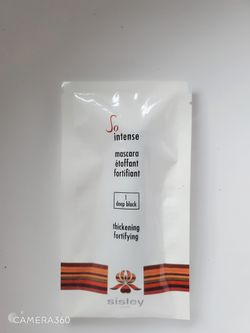 So
intense
mascara
étoffant
fortifiant
1
deep black
thickening
fortifying
sisley
CAMERA360